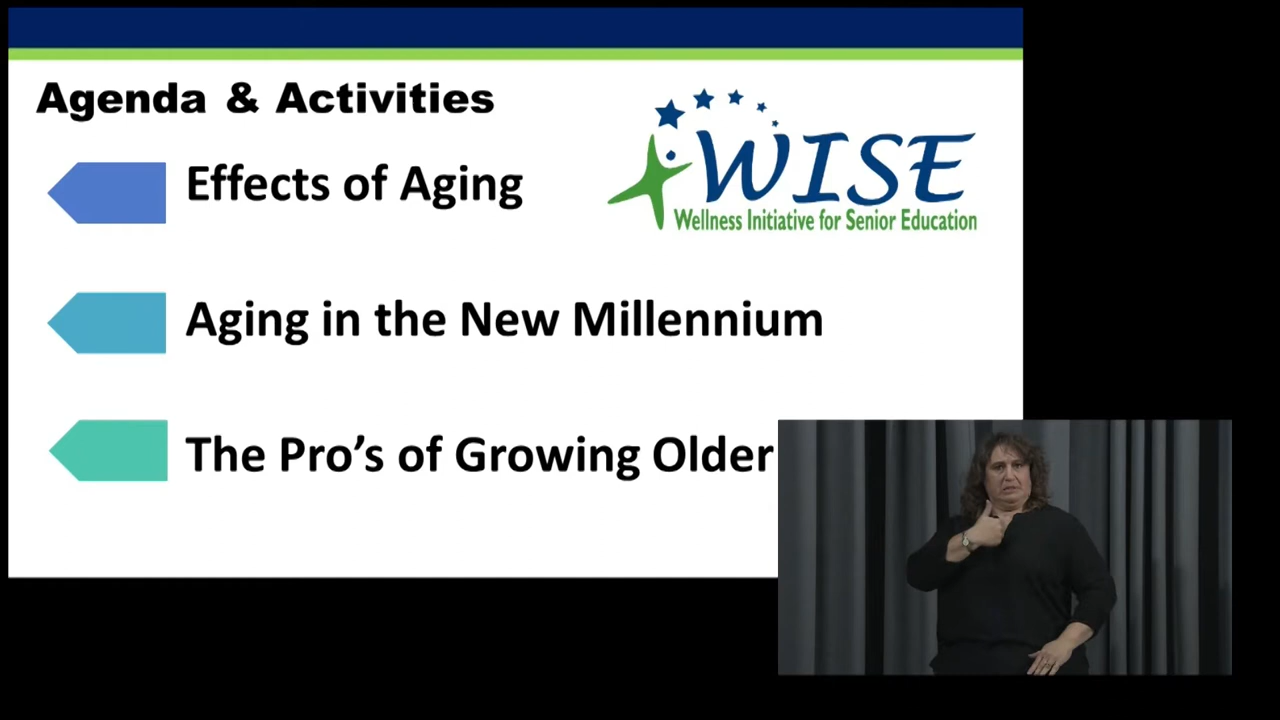 Agenda & Activities
WISE
Wellness Initiative for Senior Education
Effects of Aging
Aging in the New Millennium
The Pro’s of Growing Older